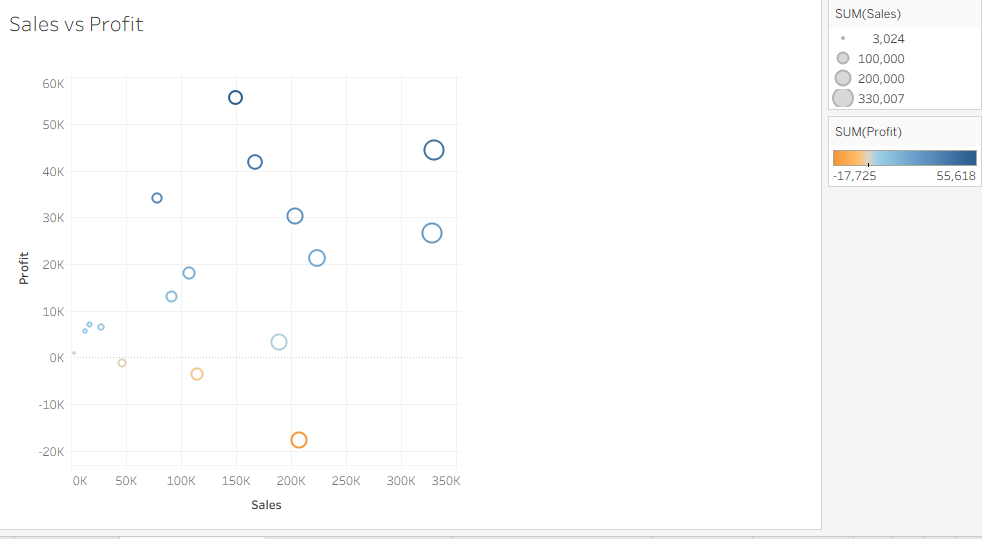 Sales vs Profit
SUM(Sales)
3,024
100,000
200,000
330,007
SUM(Profit)
-17,725 55,618
Profit
60K
50K
40K
30K
20K
10K
0K
-10K
-20K
0K 50K 100K 150K 200K 250K 300K 350K
Sales